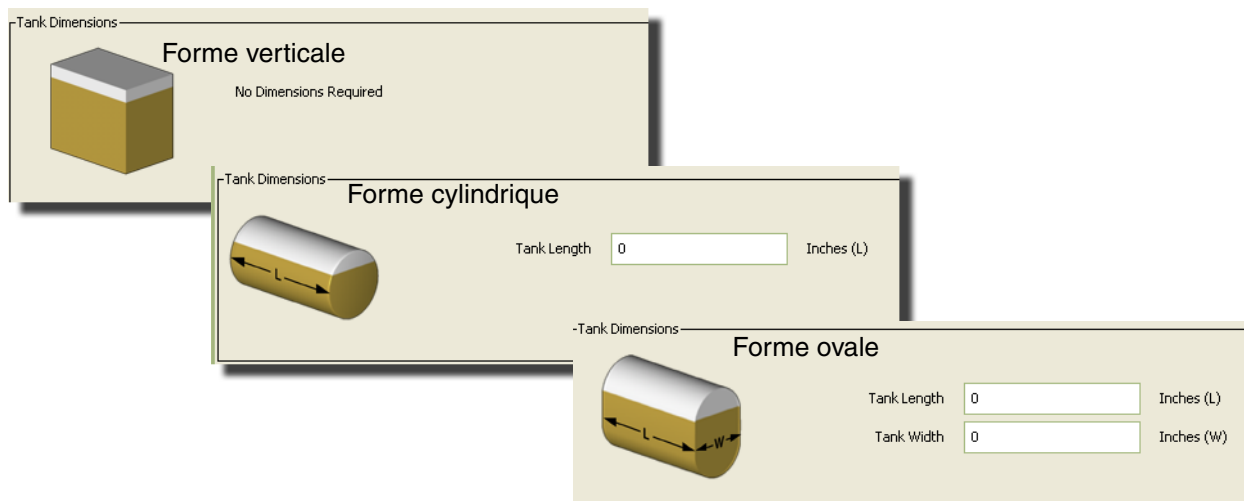 Tank Dimensions
Forme verticale
No Dimensions Required
Tank Dimensions
Forme cylindrique
Tank Length 0 Inches (L)
L
Tank Dimensions
Forme ovale
Tank Length 0 Inches (L)
Tank Width 0 Inches (W)
L W